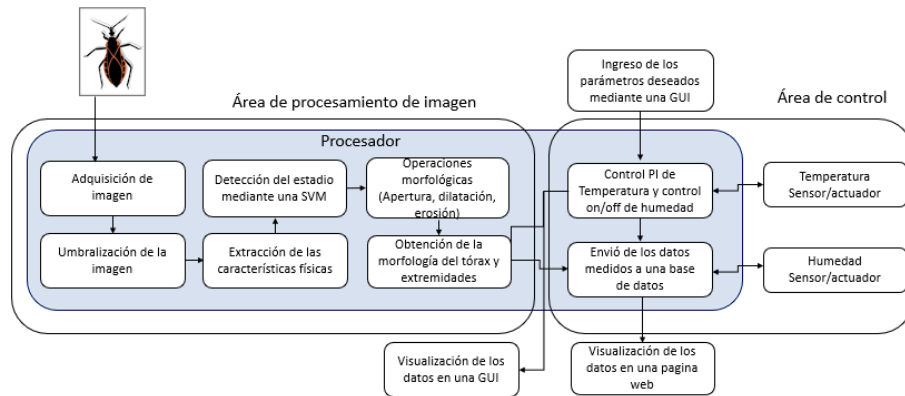 Ingreso de los
parámetros deseados
mediante una GUI
Área de procesamiento de imagen
Área de control
Procesador
Adquisición de
imagen
Detección del estadio
mediante una SVM
Operaciones
morfológicas
(Apertura, dilatación,
erosión)
Control PI de
Temperatura y control
on/off de humedad
Temperatura
Sensor/actuador
Umbralización de la
imagen
Extracción de las
características físicas
Obtención de la
morfología del tórax y
extremidades
Envió de los datos
medidos a una base
de datos
Humedad
Sensor/actuador
Visualización de los
datos en una GUI
Visualización de los
datos en una pagina
web